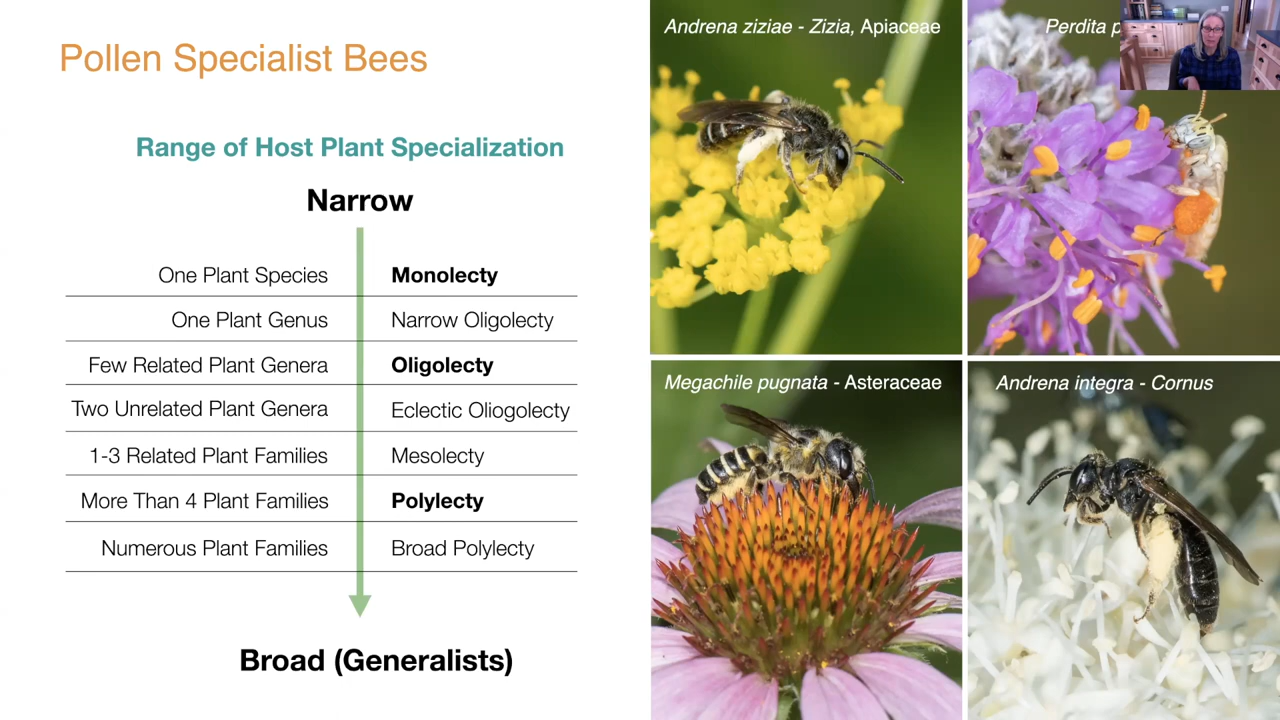 Pollen Specialist Bees
Range of Host Plant Specialization
Narrow
One Plant Species Monolecty
One Plant Genus Narrow Oligolecty
Few Related Plant Genera Oligolecty
Two Unrelated Plant Genera Eclectic Oliogolecty
1-3 Related Plant Families Mesolecty
More Than 4 Plant Families Polylecty
Numerous Plant Families Broad Polylecty
Broad (Generalists)
Andrena ziziae - Zizia, Apiaceae
Perdita
Megachile pugnata - Asteraceae
Andrena integra - Cornus